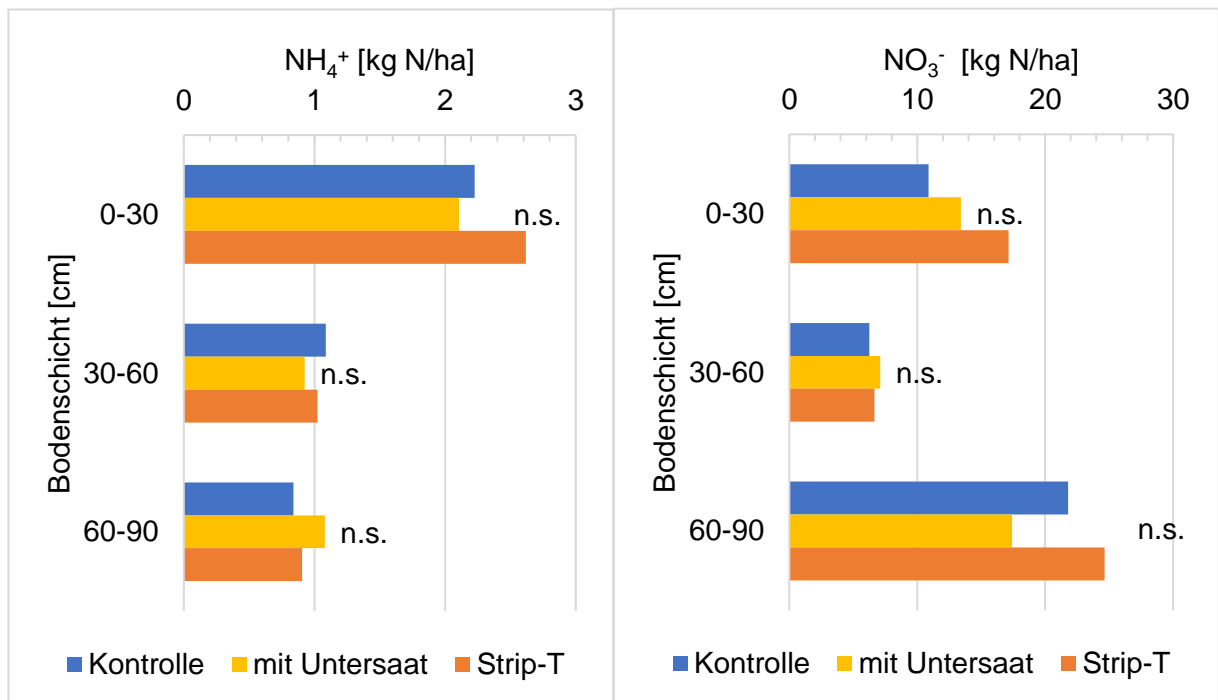 NH₄⁺ [kg N/ha]
0 1 2 3
Bodenschicht [cm]
0-30 n.s.
30-60 n.s.
60-90 n.s.
Kontrolle mit Untersaat Strip-T
NO₃⁻ [kg N/ha]
0 10 20 30
Bodenschicht [cm]
0-30 n.s.
30-60 n.s.
60-90 n.s.
Kontrolle mit Untersaat Strip-T